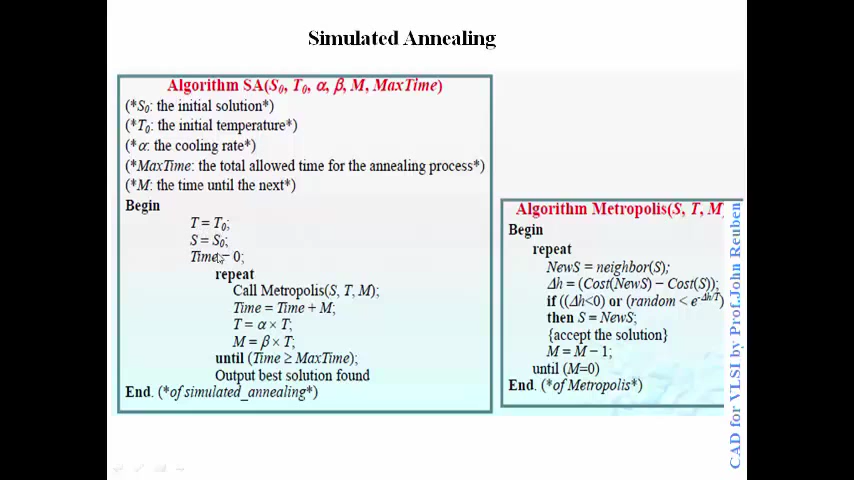 Simulated Annealing
Algorithm SA(S0, T0, α, β, M, MaxTime)
(*S0: the initial solution*)
(*T0: the initial temperature*)
(*α: the cooling rate*)
(*MaxTime: the total allowed time for the annealing process*)
(*M: the time until the next*)
Begin
T = T0;
S = S0;
Time = 0;
repeat
Call Metropolis(S, T, M);
Time = Time + M;
T = α × T;
M = β × T;
until (Time ≥ MaxTime);
Output best solution found
End. (*of simulated_annealing*)
Algorithm Metropolis(S, T, M
Begin
repeat
NewS = neighbor(S);
Δh = (Cost(NewS) − Cost(S));
if ((Δh<0) or (random < e^-Δh/T)
then S = NewS;
{accept the solution}
M = M − 1;
until (M=0)
End. (*of Metropolis*)
CAD for VLSI by Prof.John Reuben